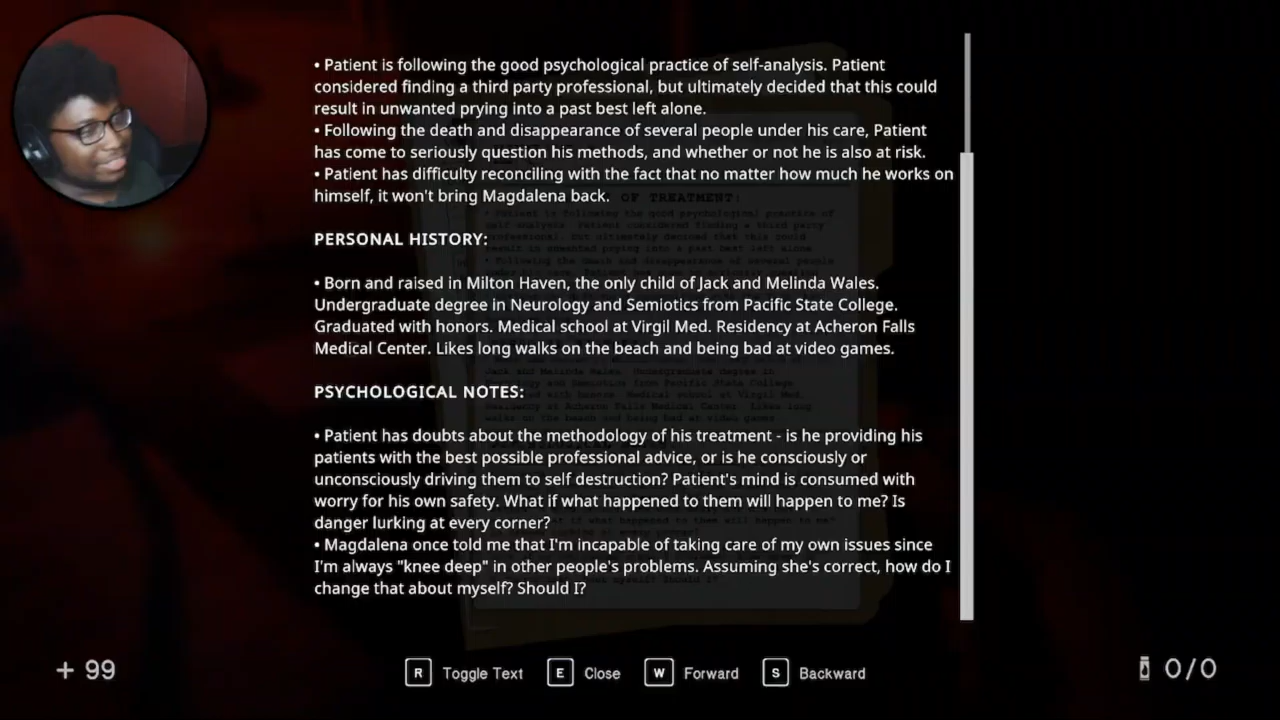 • Patient is following the good psychological practice of self-analysis. Patient
considered finding a third party professional, but ultimately decided that this could
result in unwanted prying into a past best left alone.
• Following the death and disappearance of several people under his care, Patient
has come to seriously question his methods, and whether or not he is also at risk.
• Patient has difficulty reconciling with the fact that no matter how much he works on
himself, it won't bring Magdalena back.
PERSONAL HISTORY:
• Born and raised in Milton Haven, the only child of Jack and Melinda Wales.
Undergraduate degree in Neurology and Semiotics from Pacific State College.
Graduated with honors. Medical school at Virgil Med. Residency at Acheron Falls
Medical Center. Likes long walks on the beach and being bad at video games.
PSYCHOLOGICAL NOTES:
• Patient has doubts about the methodology of his treatment - is he providing his
patients with the best possible professional advice, or is he consciously or
unconsciously driving them to self destruction? Patient's mind is consumed with
worry for his own safety. What if what happened to them will happen to me? Is
danger lurking at every corner?
• Magdalena once told me that I'm incapable of taking care of my own issues since
I'm always "knee deep" in other people's problems. Assuming she's correct, how do I
change that about myself? Should I?
+ 99
R Toggle Text E Close W Forward S Backward
0/0